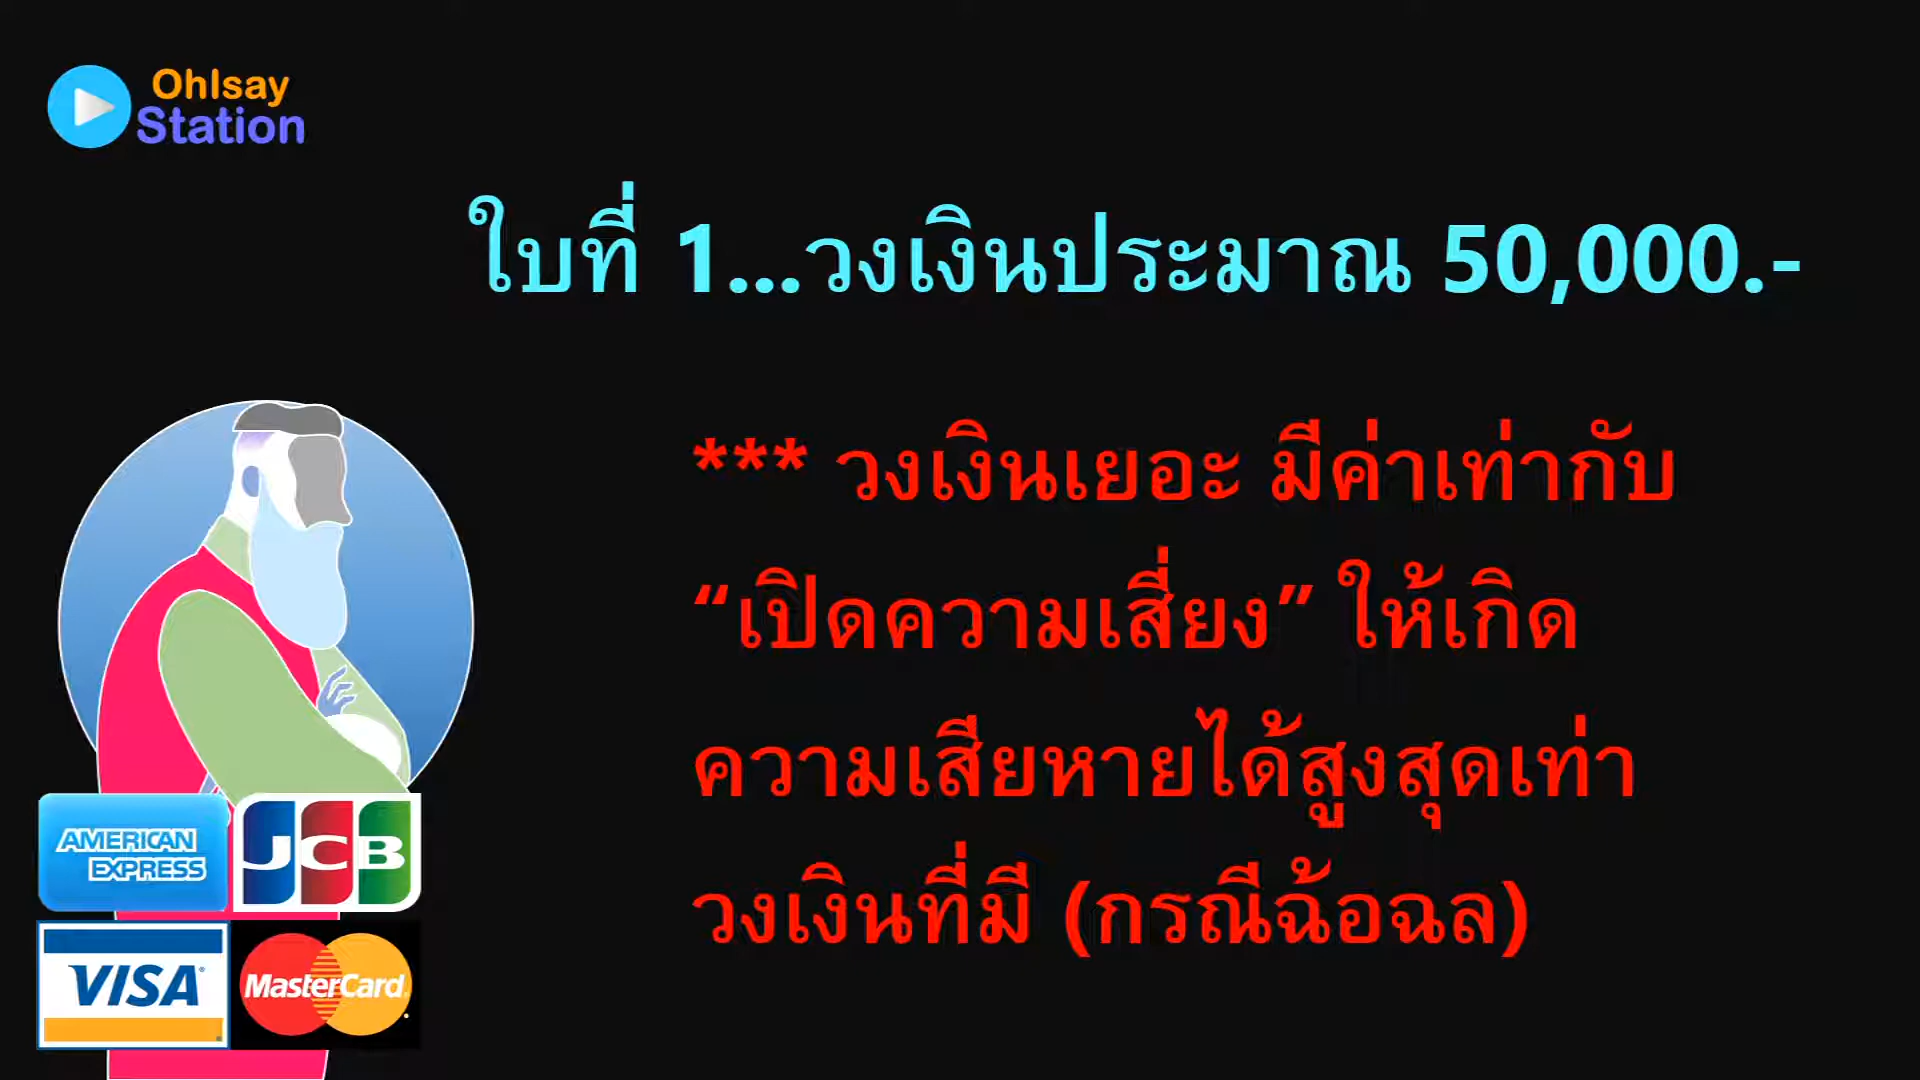 Ohlsay
Station
ใบที่ 1...วงเงินประมาณ 50,000.-
*** วงเงินเยอะ มีค่าเท่ากับ
“เปิดความเสี่ยง” ให้เกิด
ความเสียหายได้สูงสุดเท่า
วงเงินที่มี (กรณีฉ้อฉล)
AMERICAN
EXPRESS
JCB
VISA
MasterCard